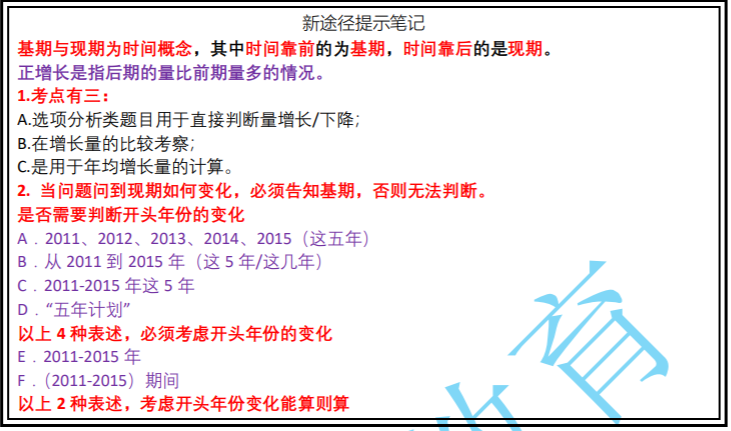 新途径提示笔记
基期与现期为时间概念，其中时间靠前的为基期，时间靠后的是现期。
正增长是指后期的量比前期量多的情况。
1.考点有三：
A.选项分析类题目用于直接判断量增长/下降；
B.在增长量的比较考察；
C.是用于年均增长量的计算。
2. 当问题问到现期如何变化，必须告知基期，否则无法判断。
是否需要判断开头年份的变化
A．2011、2012、2013、2014、2015（这五年）
B．从 2011 到 2015 年（这 5 年/这几年）
C．2011-2015 年这 5 年
D．“五年计划”
以上 4 种表述，必须考虑开头年份的变化
E．2011-2015 年
F．（2011-2015）期间
以上 2 种表述，考虑开头年份变化能算则算
育